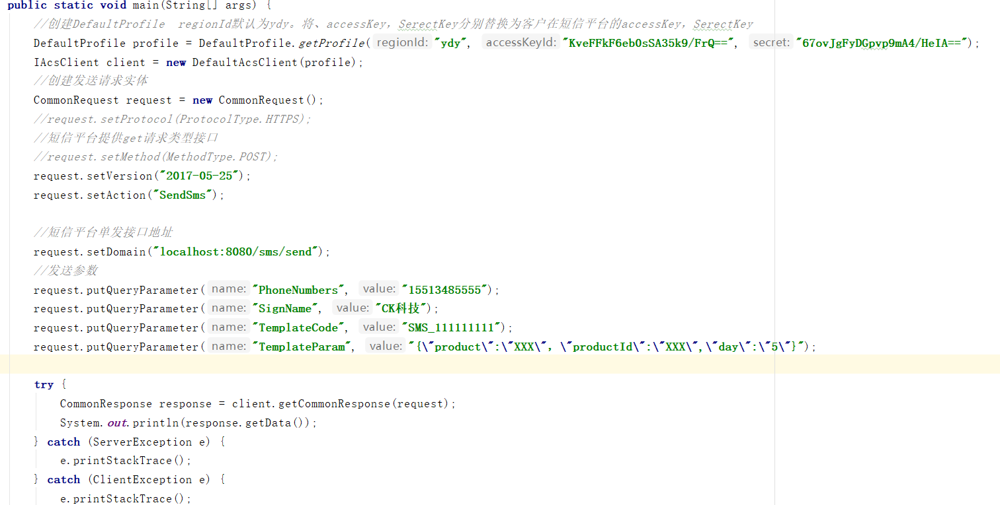 public static void main(String[] args) {
//创建DefaultProfile  regionId默认为ydy。将、accessKey，SerectKey分别替换为客户在短信平台的accessKey，SerectKey
DefaultProfile profile = DefaultProfile.getProfile( regionId: "ydy", accessKeyId: "KveFFkF6ebOsSA35k9/FrQ==", secret: "67ovJgFyDGpvp9mA4/HeIA==");
IAcsClient client = new DefaultAcsClient(profile);
//创建发送请求实体
CommonRequest request = new CommonRequest();
//request.setProtocol(ProtocolType.HTTPS);
//短信平台提供get请求类型接口
//request.setMethod(MethodType.POST);
request.setVersion("2017-05-25");
request.setAction("SendSms");
//短信平台单发接口地址
request.setDomain("localhost:8080/sms/send");
//发送参数
request.putQueryParameter( name: "PhoneNumbers", value: "15513485555");
request.putQueryParameter( name: "SignName", value: "CK科技");
request.putQueryParameter( name: "TemplateCode", value: "SMS_111111111");
request.putQueryParameter( name: "TemplateParam", value: "{\"product\":\"XXX\"，\"productId\":\"XXX\",\"day\":\"5\"}");
try {
CommonResponse response = client.getCommonResponse(request);
System.out.println(response.getData());
} catch (ServerException e) {
e.printStackTrace();
} catch (ClientException e) {
e.printStackTrace();